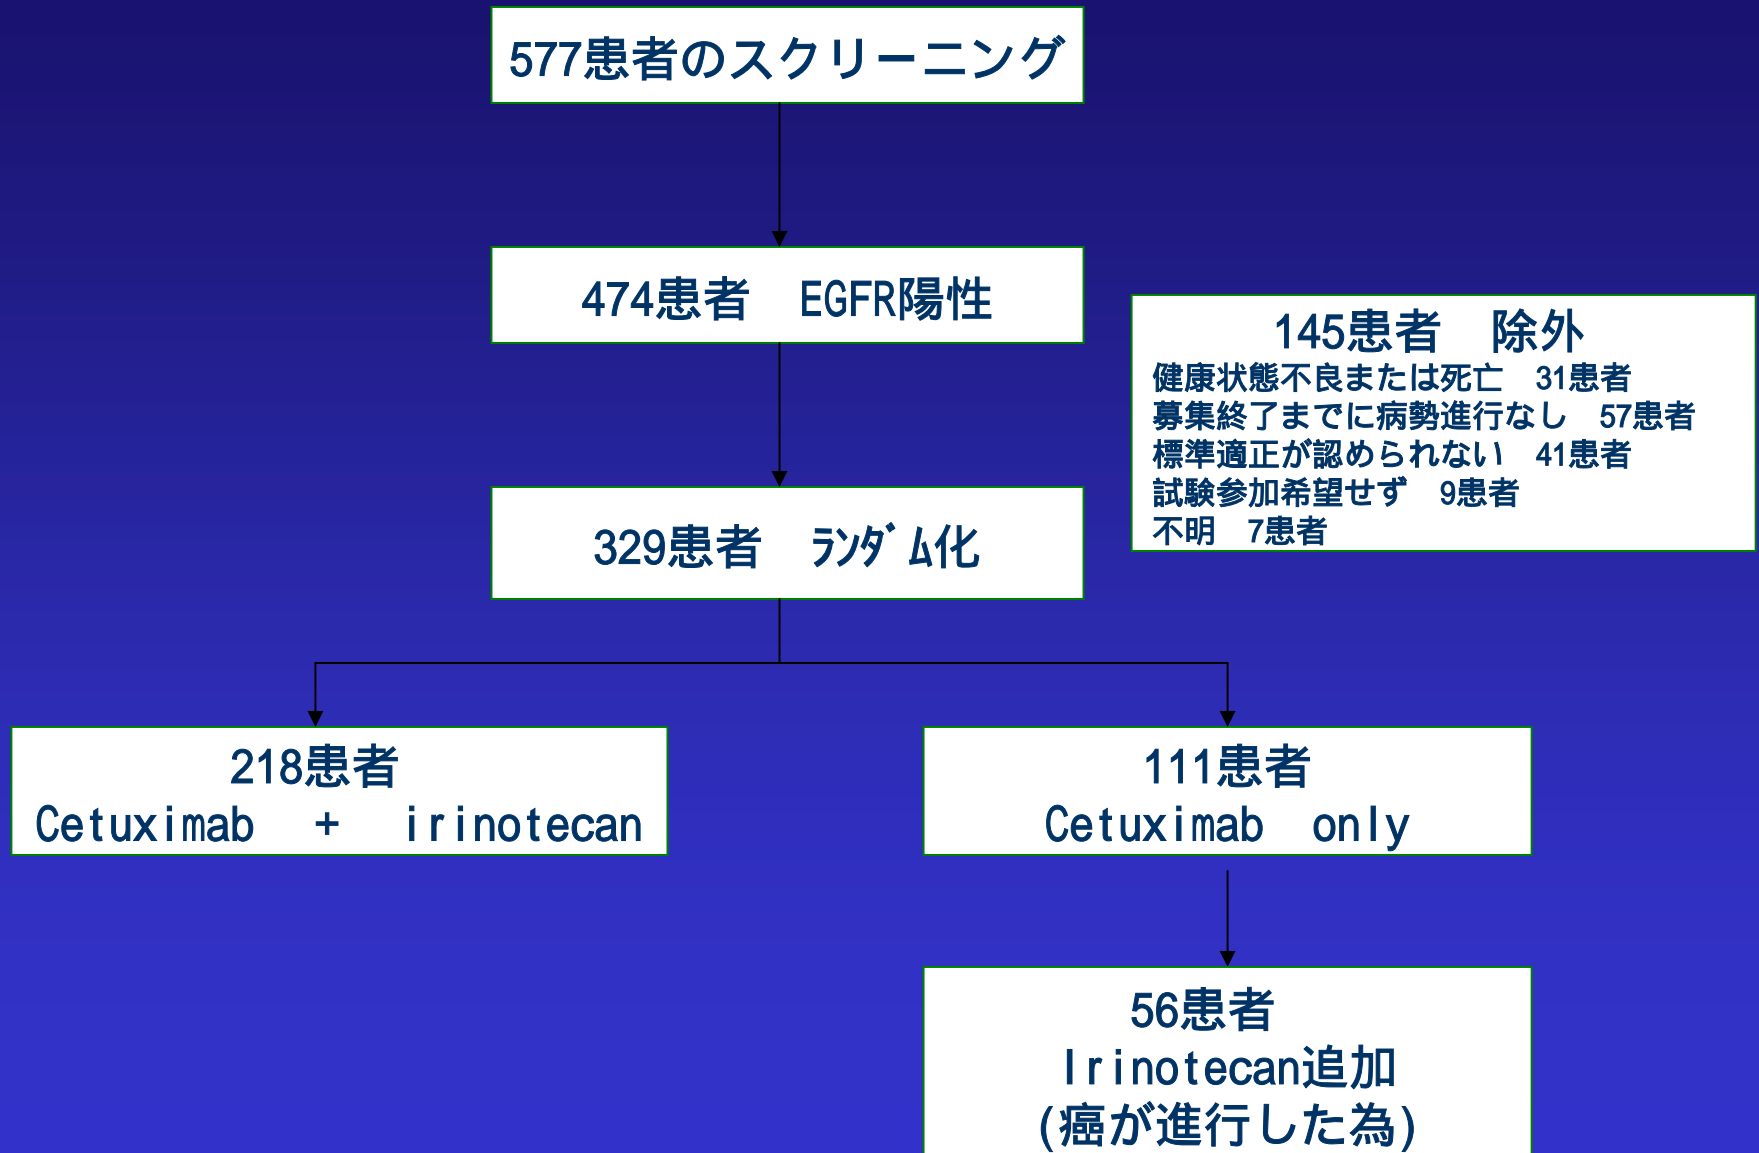 577患者のスクリーニング
474患者　EGFR陽性
145患者　除外
健康状態不良または死亡　31患者
募集終了までに病勢進行なし　57患者
標準適正が認められない　41患者
試験参加希望せず　9患者
不明　7患者
329患者　ﾗﾝﾀﾞﾑ化
218患者
Cetuximab　+　irinotecan
111患者
Cetuximab　only
56患者
Irinotecan追加
(癌が進行した為)